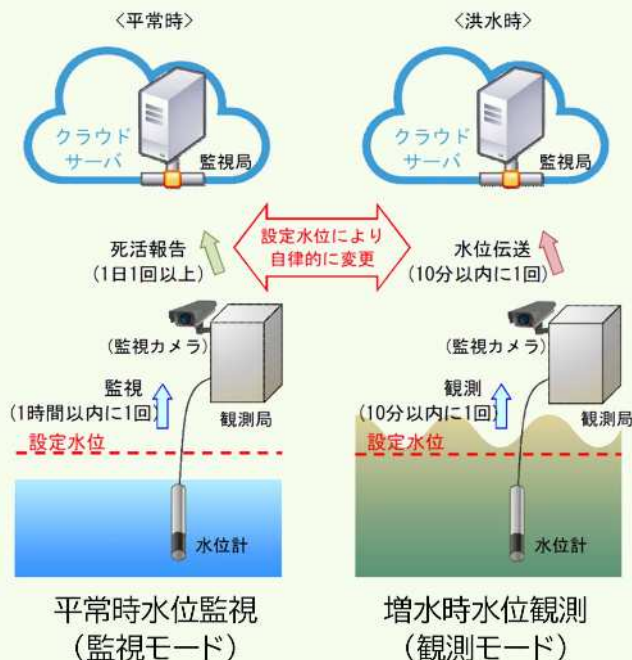 〈平常時〉
クラウド
サーバ
監視局
死活報告
(1日1回以上)
(監視カメラ)
監視
(1時間以内に1回)
観測局
設定水位
水位計
平常時水位監視
(監視モード)
設定水位により
自律的に変更
〈洪水時〉
クラウド
サーバ
監視局
水位伝送
(10分以内に1回)
(監視カメラ)
観測
(10分以内に1回)
観測局
設定水位
水位計
増水時水位観測
(観測モード)